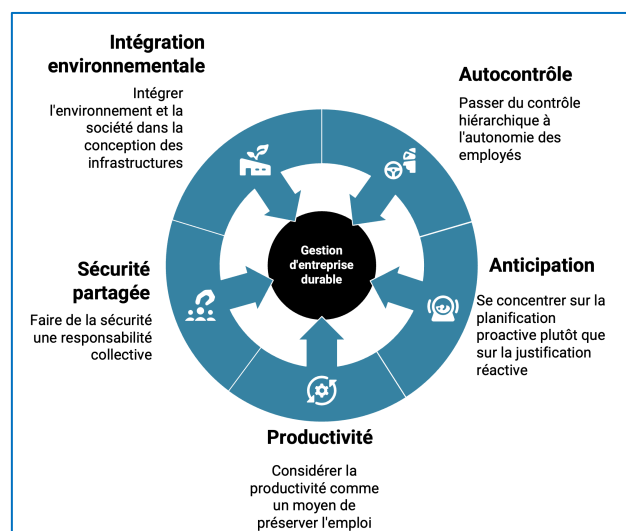 Intégration
environnementale
Intégrer
l'environnement et la
société dans la
conception des
infrastructures
Autocontrôle
Passer du contrôle
hiérarchique à
l'autonomie des
employés
Gestion
d'entreprise
durable
Sécurité
partagée
Faire de la sécurité
une responsabilité
collective
Anticipation
Se concentrer sur la
planification
proactive plutôt que
sur la justification
réactive
Productivité
Considérer la
productivité comme
un moyen de
préserver l'emploi